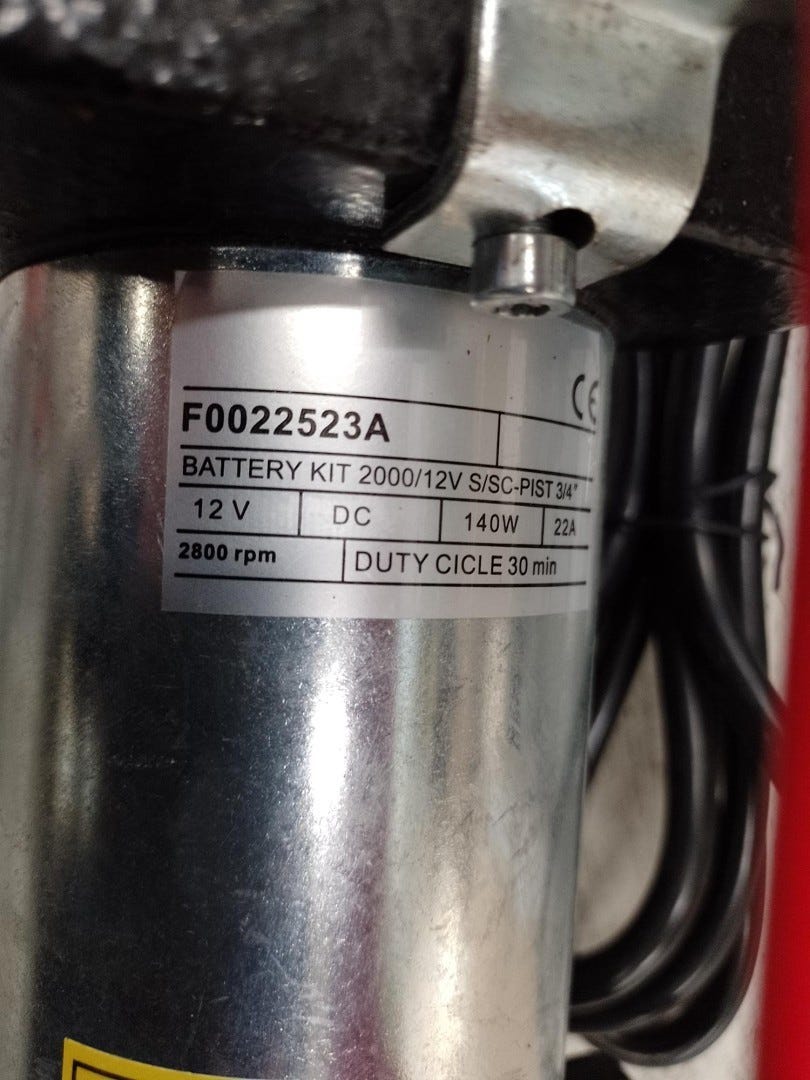 CE
F0022523A
BATTERY KIT 2000/12V S/SC-PIST 3/4"
12 V DC 140W 22A
2800 rpm DUTY CICLE 30 min